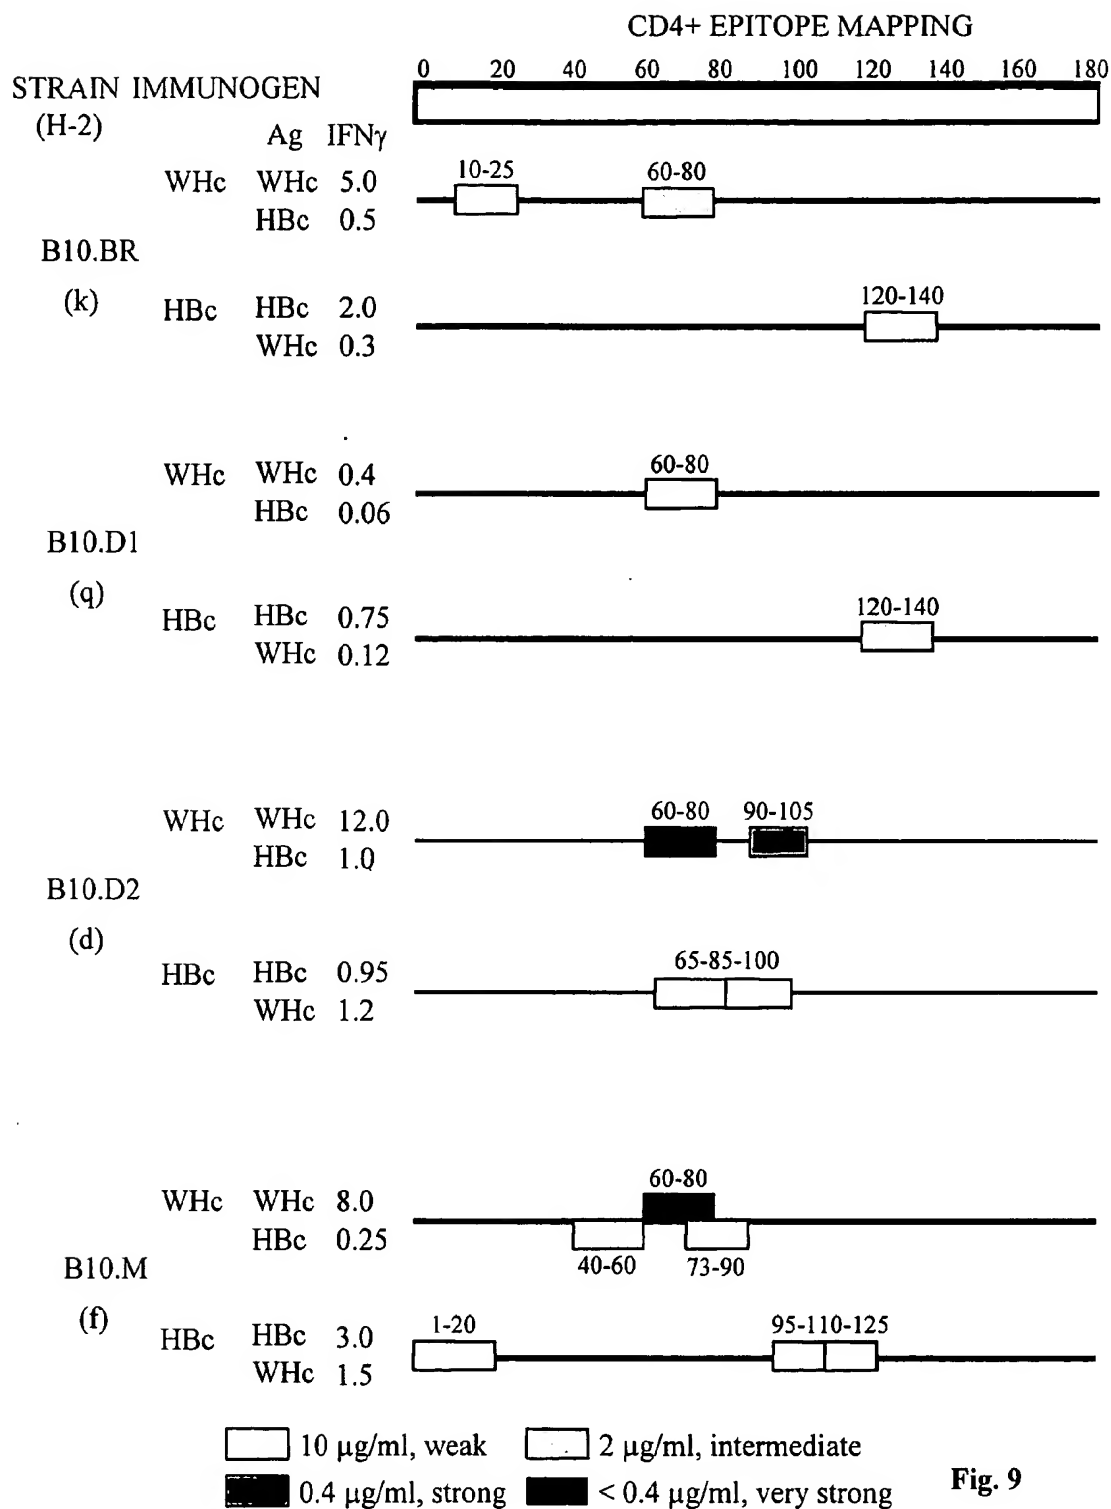 CD4+ EPITOPE MAPPING
0 20 40 60 80 100 120 140 160 180
STRAIN IMMUNOGEN
(H-2)
Ag IFNγ
10-25 60-80
WHc WHc 5.0
HBc 0.5
B10.BR
(k)
120-140
HBc HBc 2.0
WHc 0.3
60-80
WHc WHc 0.4
HBc 0.06
B10.D1
(q)
120-140
HBc HBc 0.75
WHc 0.12
60-80 90-105
WHc WHc 12.0
HBc 1.0
B10.D2
(d)
65-85-100
HBc HBc 0.95
WHc 1.2
60-80
WHc WHc 8.0
HBc 0.25
40-60 73-90
B10.M
(f)
1-20 95-110-125
HBc HBc 3.0
WHc 1.5
10 μg/ml, weak 2 μg/ml, intermediate
0.4 μg/ml, strong < 0.4 μg/ml, very strong
Fig. 9